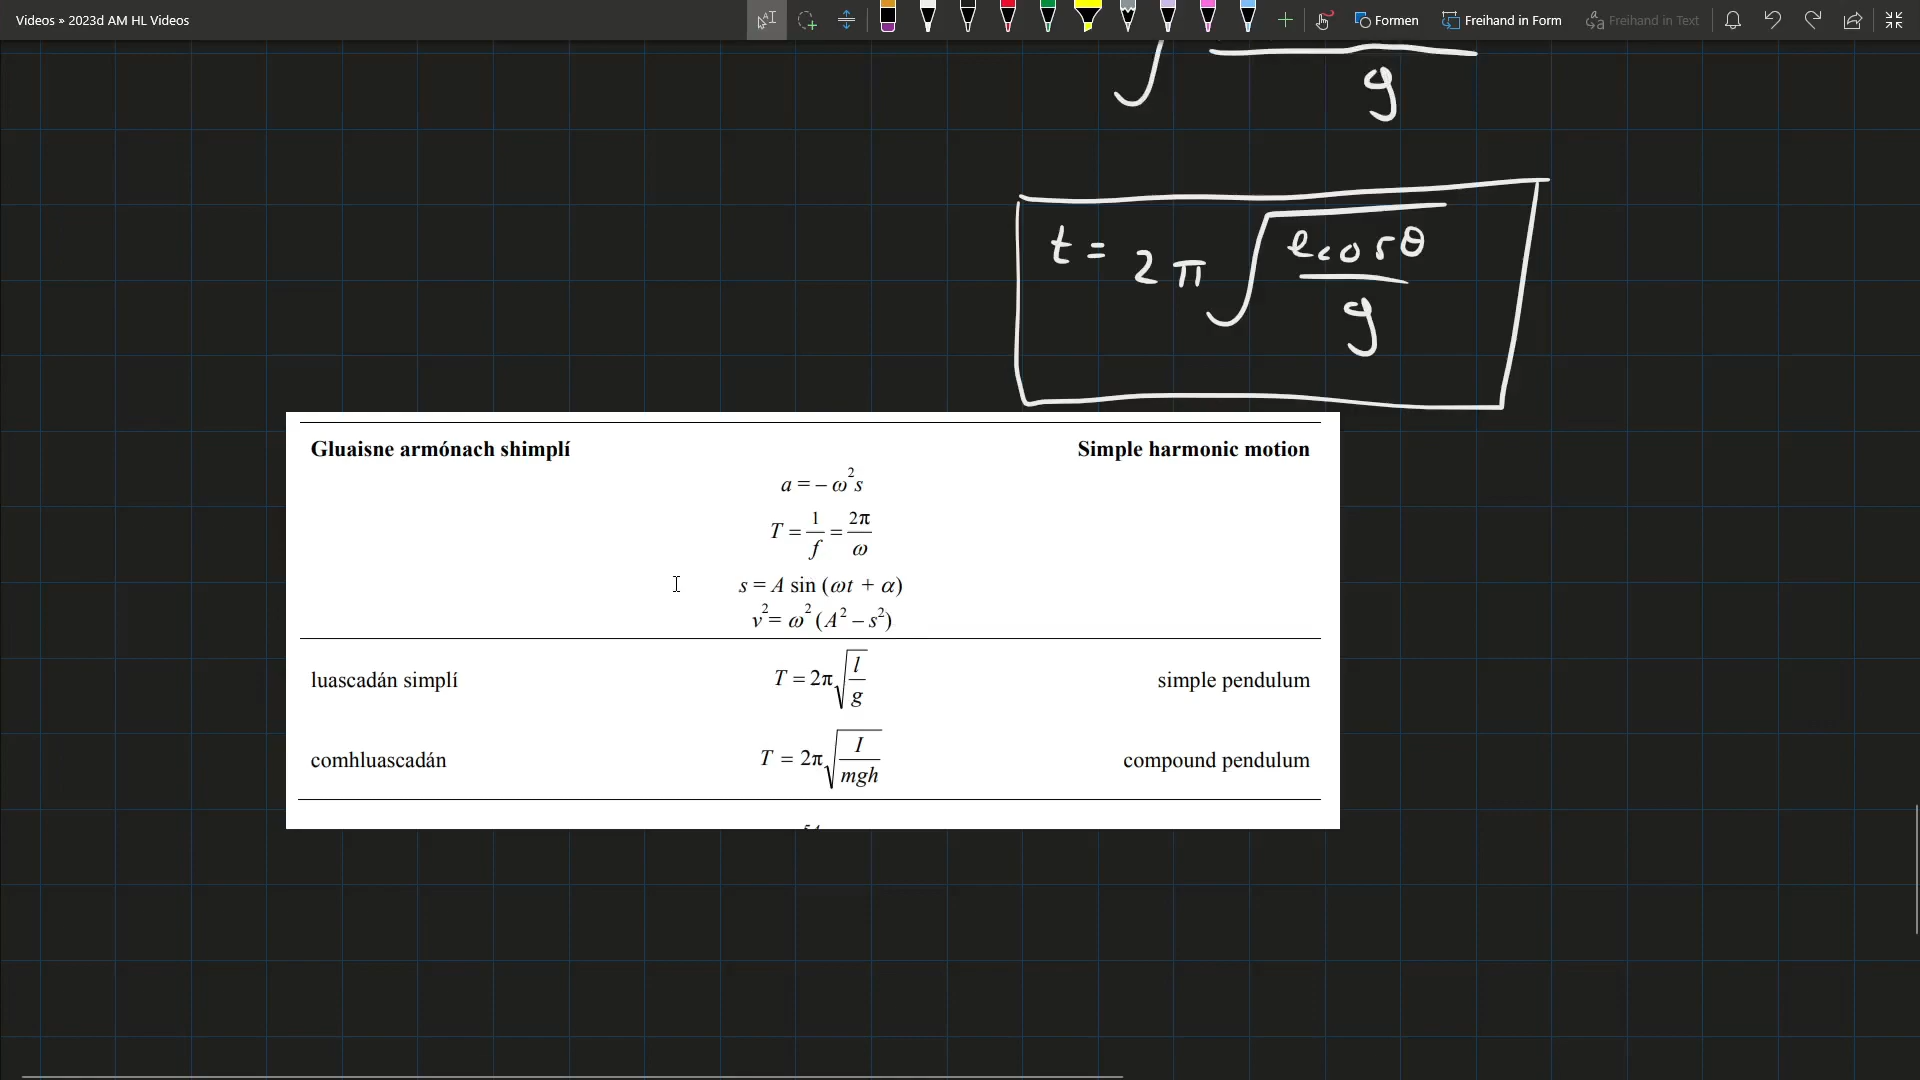 Videos » 2023d AM HL Videos
Formen
Freihand in Form
Freihand in Text
g
t = 2π√(lcosθ/g)
Gluaisne armónach shimplí
Simple harmonic motion
a = – ω²s
T = 1/f = 2π/ω
s = A sin (ωt + α)
v² = ω² (A² – s²)
luascadán simplí
T = 2π√(l/g)
simple pendulum
comhluascadán
T = 2π√(I/mgh)
compound pendulum